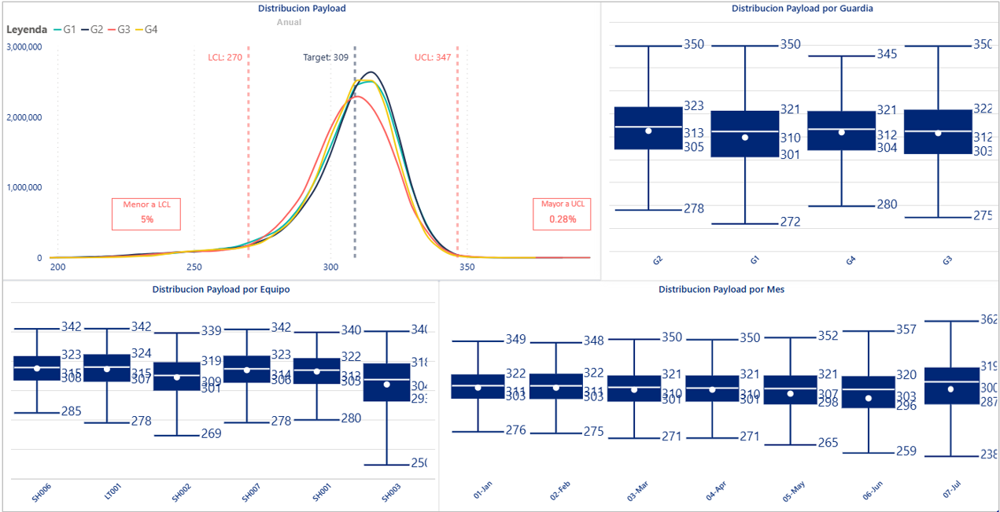 Distribucion Payload
Anual
Leyenda G1 G2 G3 G4
3,000,000
2,000,000
1,000,000
0
LCL: 270
Target: 309
UCL: 347
Menor a LCL
5%
Mayor a UCL
0.28%
200 250 300 350
Distribucion Payload por Guardia
350 350 345 350
323 321 321 322
313 310 312 312
305 301 304 303
278 272 280 275
G2 G1 G4 G3
Distribucion Payload por Equipo
342 342 339 342 340 340
323 324 319 323 322 318
315 315 309 314 313 304
308 307 301 306 305 293
285 278 269 278 280 250
SH006 LT001 SH002 SH007 SH001 SH003
Distribucion Payload por Mes
349 348 350 350 352 357 362
322 322 321 321 321 320 319
311 311 310 310 307 303 300
303 303 301 301 298 296 287
276 275 271 271 265 259 238
01-Jan 02-Feb 03-Mar 04-Apr 05-May 06-Jun 07-Jul